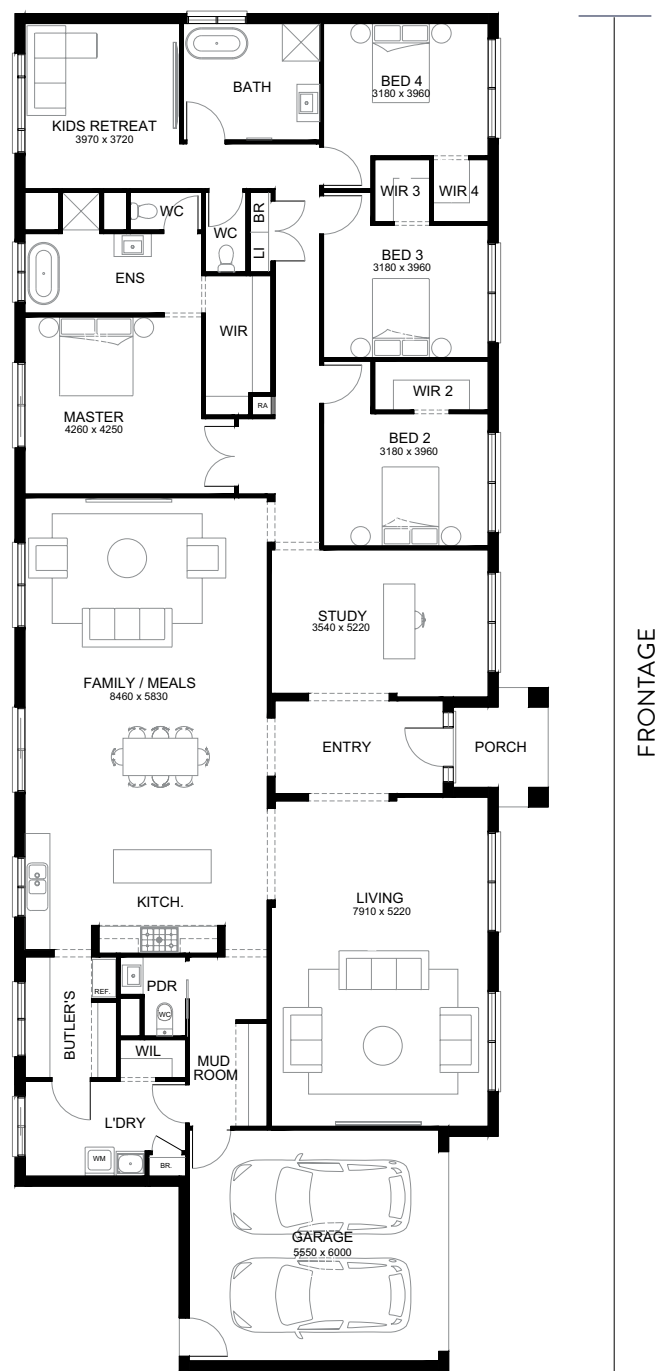 KIDS RETREAT
3970 x 3720
BATH
BED 4
3180 x 3960
WIR 3
WIR 4
WC
WC
BR
LI
ENS
BED 3
3180 x 3960
WIR
WIR 2
RA
MASTER
4260 x 4250
BED 2
3180 x 3960
STUDY
3540 x 5220
FAMILY / MEALS
8460 x 5830
ENTRY
PORCH
FRONTAGE
KITCH.
LIVING
7910 x 5220
REF.
PDR
WC
BUTLER'S
WIL
MUD
ROOM
L'DRY
WM
BR.
GARAGE
5550 x 6000